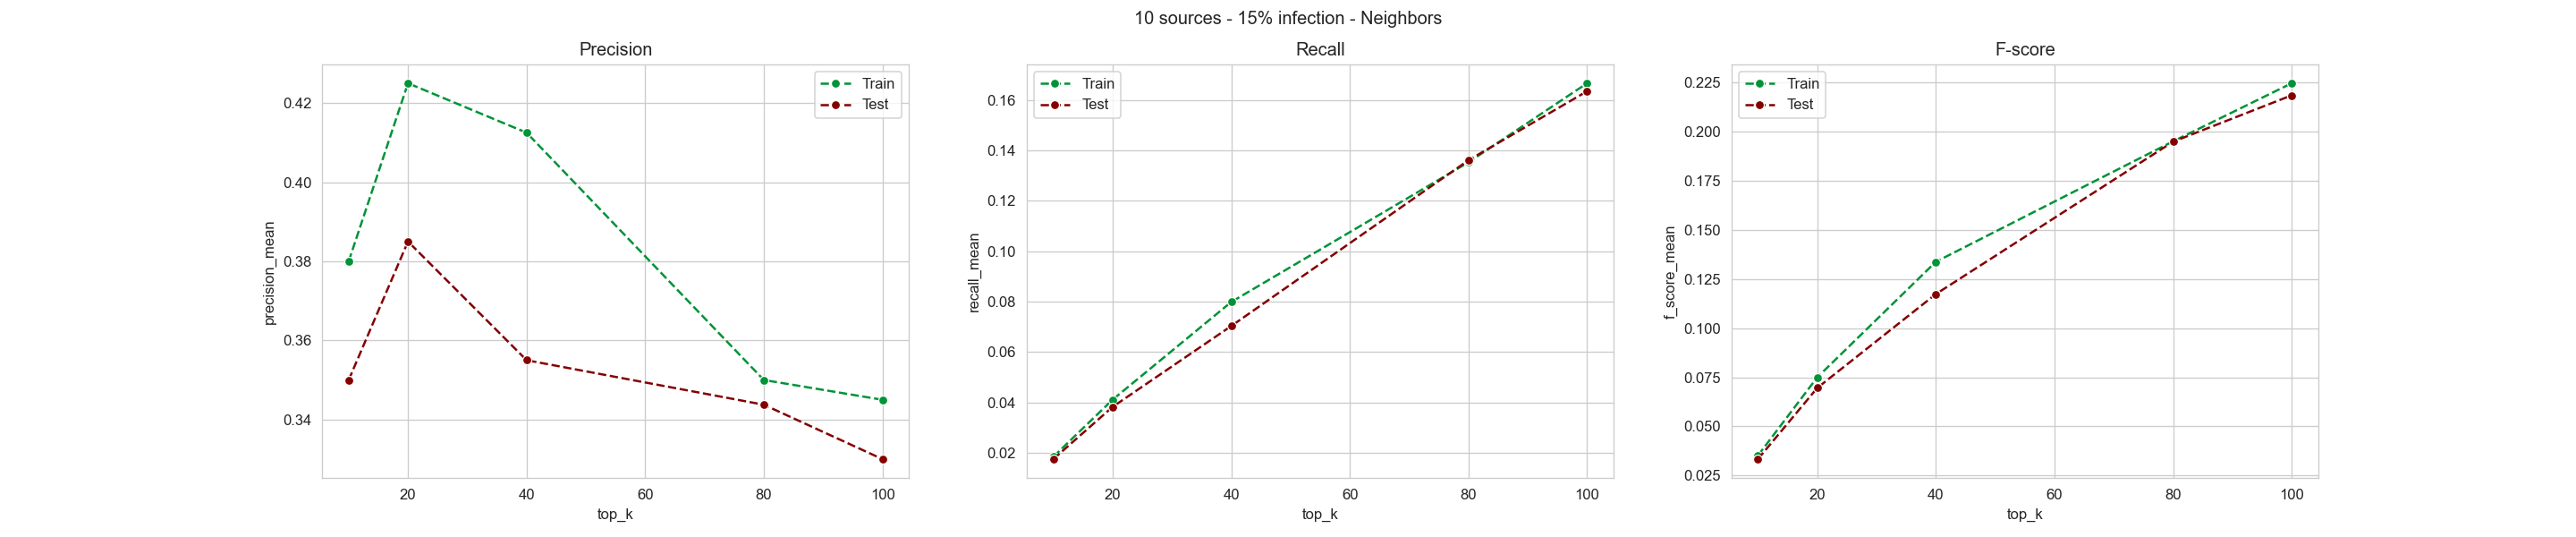 10 sources - 15% infection - Neighbors
Precision
Train
Test
0.42
0.40
0.38
0.36
0.34
precision_mean
20 40 60 80 100
top_k
Recall
Train
Test
0.16
0.14
0.12
0.10
0.08
0.06
0.04
0.02
recall_mean
20 40 60 80 100
top_k
F-score
Train
Test
0.225
0.200
0.175
0.150
0.125
0.100
0.075
0.050
0.025
f_score_mean
20 40 60 80 100
top_k